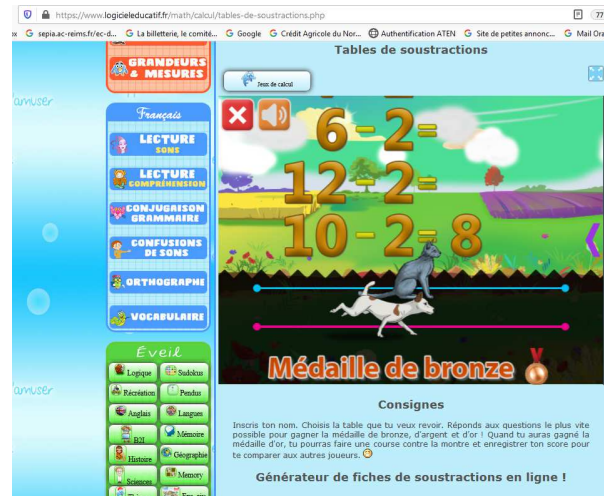 https://www.logicieleducatif.fr/math/calcul/tables-de-soustractions.php
77
sepia.ac-reims.fr/ec-d...
La billetterie, le comité...
Google
Crédit Agricole du Nor...
Authentification ATEN
Site de petites annonc...
Mail Ora
GRANDEURS
& MESURES
amuser
Français
LECTURE
SONS
LECTURE
COMPRÉHENSION
CONJUGAISON
GRAMMAIRE
CONFUSIONS
DE SONS
ORTHOGRAPHE
VOCABULAIRE
Éveil
Logique
Sudokus
Récréation
Pendus
Anglais
Langues
B2I
Mémoire
Histoire
Géographie
Sciences
Memory
amuser
Tables de soustractions
Jeux de calcul
6 - 2 =
12 - 2 =
10 - 2 = 8
Médaille de bronze
Consignes
Inscris ton nom. Choisis la table que tu veux revoir. Réponds aux questions le plus vite
possible pour gagner la médaille de bronze, d'argent et d'or ! Quand tu auras gagné la
médaille d'or, tu pourras faire une course contre la montre et enregistrer ton score pour
te comparer aux autres joueurs.
Générateur de fiches de soustractions en ligne !